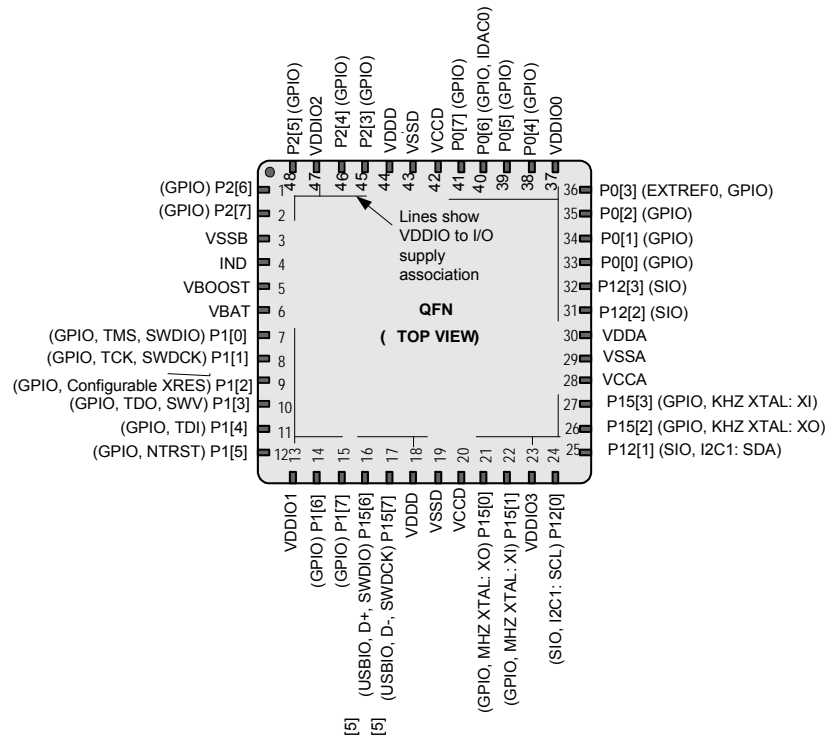 P2[5] (GPIO)
VDDIO2
P2[4] (GPIO)
P2[3] (GPIO)
VDDD
VSSD
VCCD
P0[7] (GPIO)
P0[6] (GPIO, IDAC0)
P0[5] (GPIO)
P0[4] (GPIO)
VDDIO0
48
47
46
45
44
43
42
41
40
39
38
37
(GPIO) P2[6] 1
(GPIO) P2[7] 2
VSSB 3
IND 4
VBOOST 5
VBAT 6
(GPIO, TMS, SWDIO) P1[0] 7
(GPIO, TCK, SWDCK) P1[1] 8
(GPIO, Configurable XRES) P1[2] 9
(GPIO, TDO, SWV) P1[3] 10
(GPIO, TDI) P1[4] 11
(GPIO, NTRST) P1[5] 12
Lines show
VDDIO to I/O
supply
association
QFN
( TOP VIEW)
36 P0[3] (EXTREF0, GPIO)
35 P0[2] (GPIO)
34 P0[1] (GPIO)
33 P0[0] (GPIO)
32 P12[3] (SIO)
31 P12[2] (SIO)
30 VDDA
29 VSSA
28 VCCA
27 P15[3] (GPIO, KHZ XTAL: XI)
26 P15[2] (GPIO, KHZ XTAL: XO)
25 P12[1] (SIO, I2C1: SDA)
13
14
15
16
17
18
19
20
21
22
23
24
VDDIO1
(GPIO) P1[6]
(GPIO) P1[7]
[5] (USBIO, D+, SWDIO) P15[6]
[5] (USBIO, D-, SWDCK) P15[7]
VDDD
VSSD
VCCD
(GPIO, MHZ XTAL: XO) P15[0]
(GPIO, MHZ XTAL: XI) P15[1]
VDDIO3
(SIO, I2C1: SCL) P12[0]